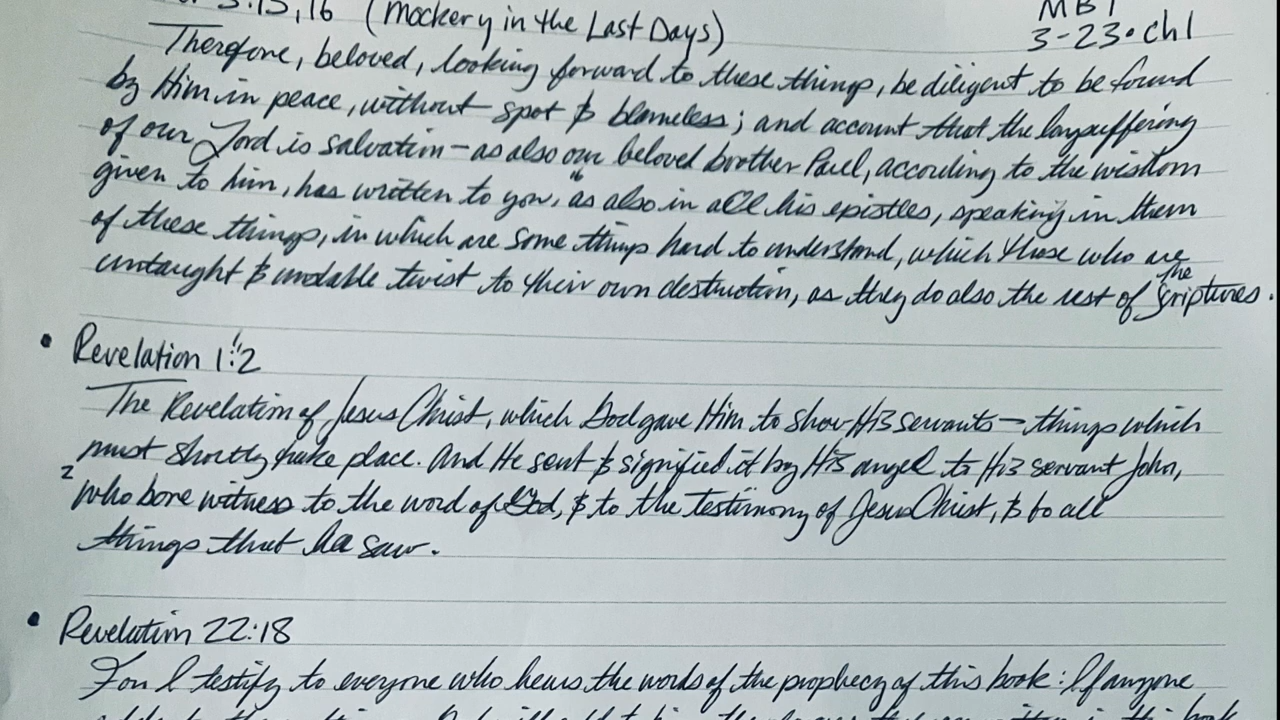 3:15,16 (Mockery in the Last Days)
MBI
3-23.ch1
Therefore, beloved, looking forward to these things, be diligent to be found
by Him in peace, without spot & blameless; and account that the longsuffering
of our Lord is salvation – as also our beloved brother Paul, according to the wisdom
given to him, has written to you, as also in all his epistles, speaking in them
of these things, in which are some things hard to understand, which those who are
untaught & unstable twist to their own destruction, as they do also the rest of the Scriptures.
• Revelation 1:2
The Revelation of Jesus Christ, which God gave Him to show His servants – things which
must shortly take place. And He sent & signified it by His angel to His servant John,
2 who bore witness to the word of God, & to the testimony of Jesus Christ, & to all
things that he saw.
• Revelation 22:18
For I testify to everyone who hears the words of the prophecy of this book: If anyone